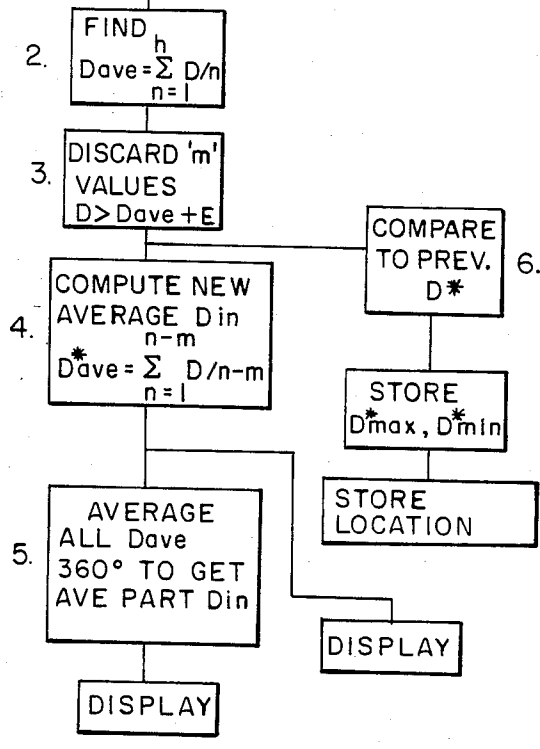 2.
FIND
h
Dave = Σ D/n
n=1
3.
DISCARD 'm'
VALUES
D> Dave +E
COMPARE
TO PREV.
D*
6.
4.
COMPUTE NEW
AVERAGE Din
n-m
D*ave = Σ D/n-m
n=1
STORE
D*max, D*min
STORE
LOCATION
5.
AVERAGE
ALL Dave
360° TO GET
AVE PART Din
DISPLAY
DISPLAY